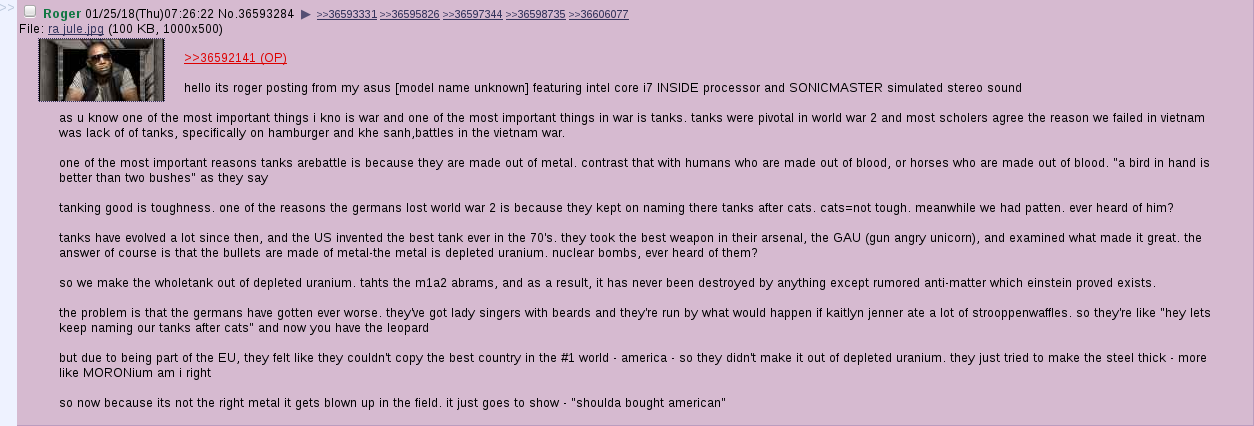 >> Roger 01/25/18(Thu)07:26:22 No.36593284 ▶ >>36593331 >>36595826 >>36597344 >>36598735 >>36606077
File: ra jule.jpg (100 KB, 1000x500)
>>36592141 (OP)
hello its roger posting from my asus [model name unknown] featuring intel core i7 INSIDE processor and SONICMASTER simulated stereo sound
as u know one of the most important things i kno is war and one of the most important things in war is tanks. tanks were pivotal in world war 2 and most scholers agree the reason we failed in vietnam
was lack of of tanks, specifically on hamburger and khe sanh,battles in the vietnam war.
one of the most important reasons tanks arebattle is because they are made out of metal. contrast that with humans who are made out of blood, or horses who are made out of blood. "a bird in hand is
better than two bushes" as they say
tanking good is toughness. one of the reasons the germans lost world war 2 is because they kept on naming there tanks after cats. cats=not tough. meanwhile we had patten. ever heard of him?
tanks have evolved a lot since then, and the US invented the best tank ever in the 70's. they took the best weapon in their arsenal, the GAU (gun angry unicorn), and examined what made it great. the
answer of course is that the bullets are made of metal-the metal is depleted uranium. nuclear bombs, ever heard of them?
so we make the wholetank out of depleted uranium. tahts the m1a2 abrams, and as a result, it has never been destroyed by anything except rumored anti-matter which einstein proved exists.
the problem is that the germans have gotten ever worse. they've got lady singers with beards and they're run by what would happen if kaitlyn jenner ate a lot of strooppenwaffles. so they're like "hey lets
keep naming our tanks after cats" and now you have the leopard
but due to being part of the EU, they felt like they couldn't copy the best country in the #1 world - america - so they didn't make it out of depleted uranium. they just tried to make the steel thick - more
like MORONium am i right
so now because its not the right metal it gets blown up in the field. it just goes to show - "shoulda bought american"